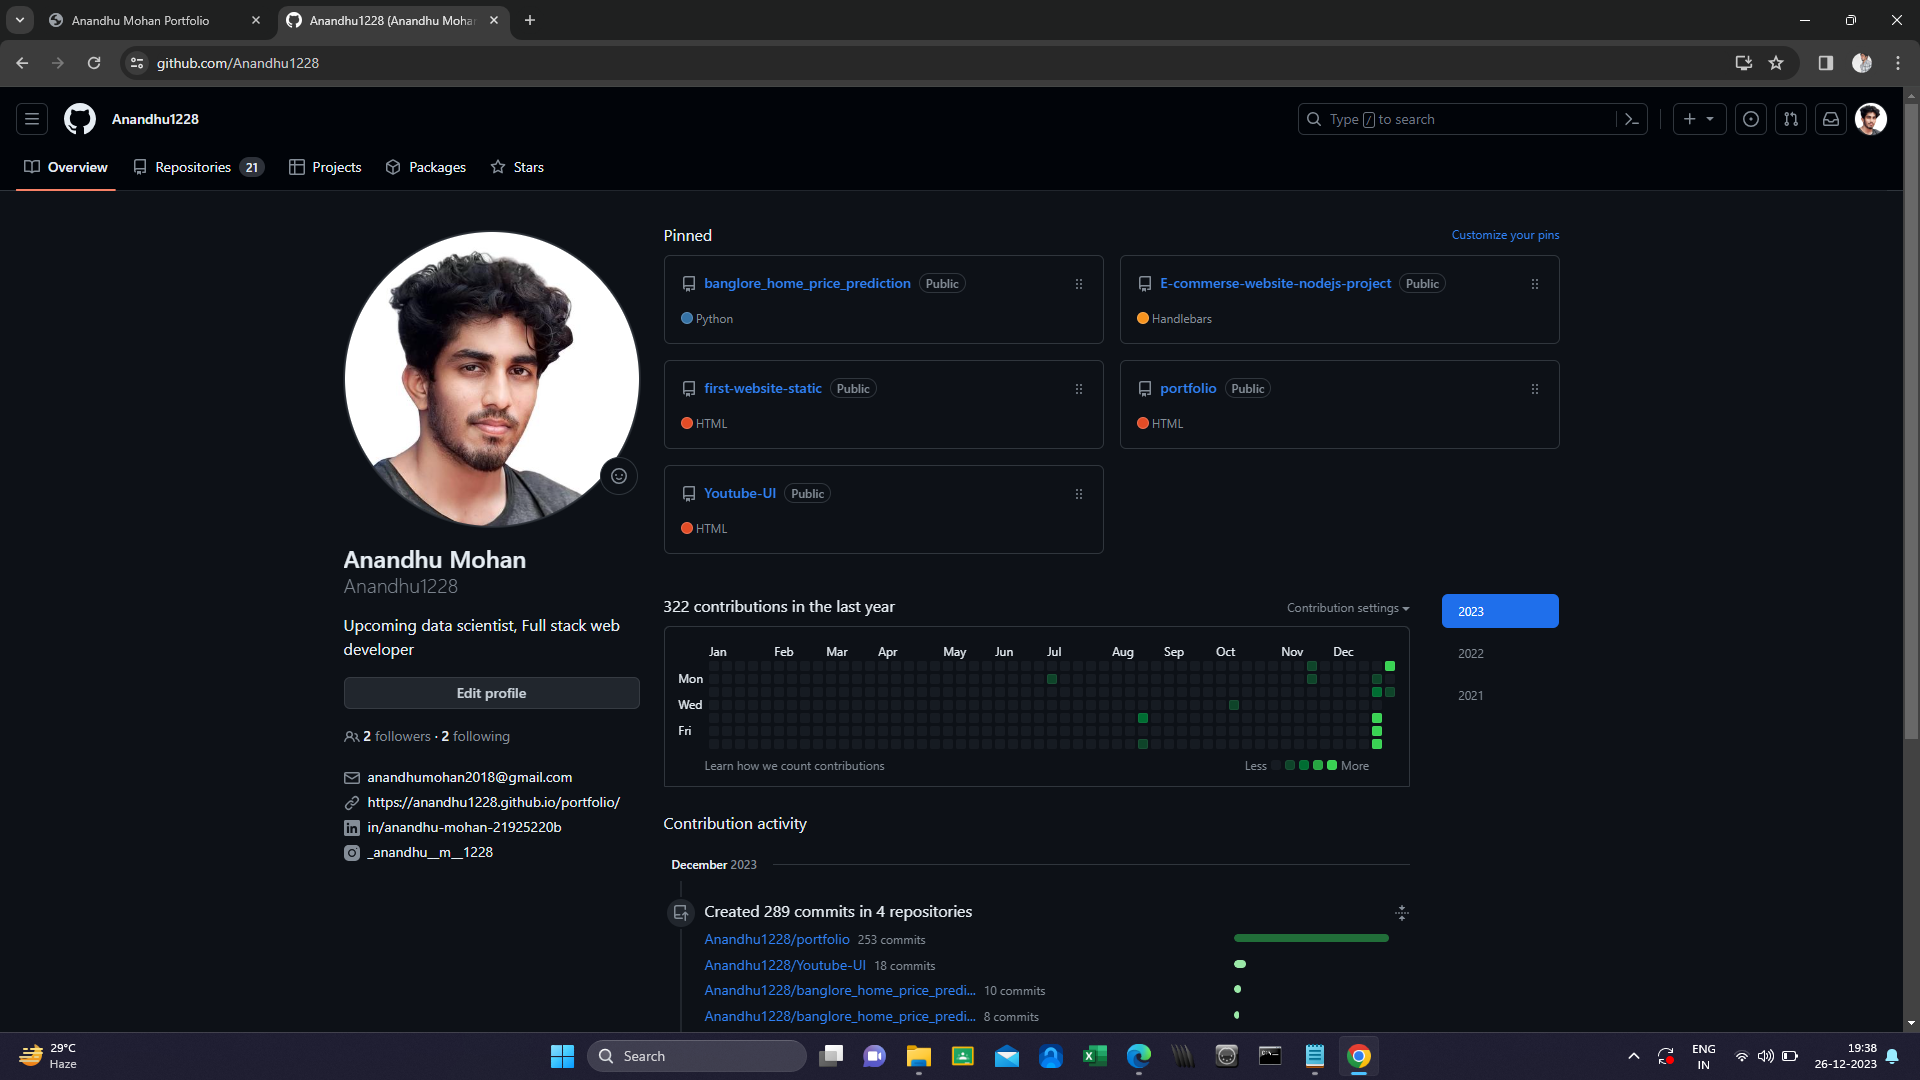 Anandhu Mohan Portfolio
Anandhu1228 (Anandhu Mohan
github.com/Anandhu1228
Anandhu1228
Type / to search
Overview
Repositories 21
Projects
Packages
Stars
Anandhu Mohan
Anandhu1228
Upcoming data scientist, Full stack web
developer
Edit profile
2 followers · 2 following
anandhumohan2018@gmail.com
https://anandhu1228.github.io/portfolio/
in/anandhu-mohan-21925220b
_anandhu__m__1228
Pinned
Customize your pins
banglore_home_price_prediction Public
Python
E-commerse-website-nodejs-project Public
Handlebars
first-website-static Public
HTML
portfolio Public
HTML
Youtube-UI Public
HTML
322 contributions in the last year
Contribution settings
2023
2022
2021
Jan Feb Mar Apr May Jun Jul Aug Sep Oct Nov Dec
Mon
Wed
Fri
Learn how we count contributions
Less More
Contribution activity
December 2023
Created 289 commits in 4 repositories
Anandhu1228/portfolio 253 commits
Anandhu1228/Youtube-UI 18 commits
Anandhu1228/banglore_home_price_predi... 10 commits
Anandhu1228/banglore_home_price_predi... 8 commits
29°C
Haze
Search
ENG
IN
19:38
26-12-2023